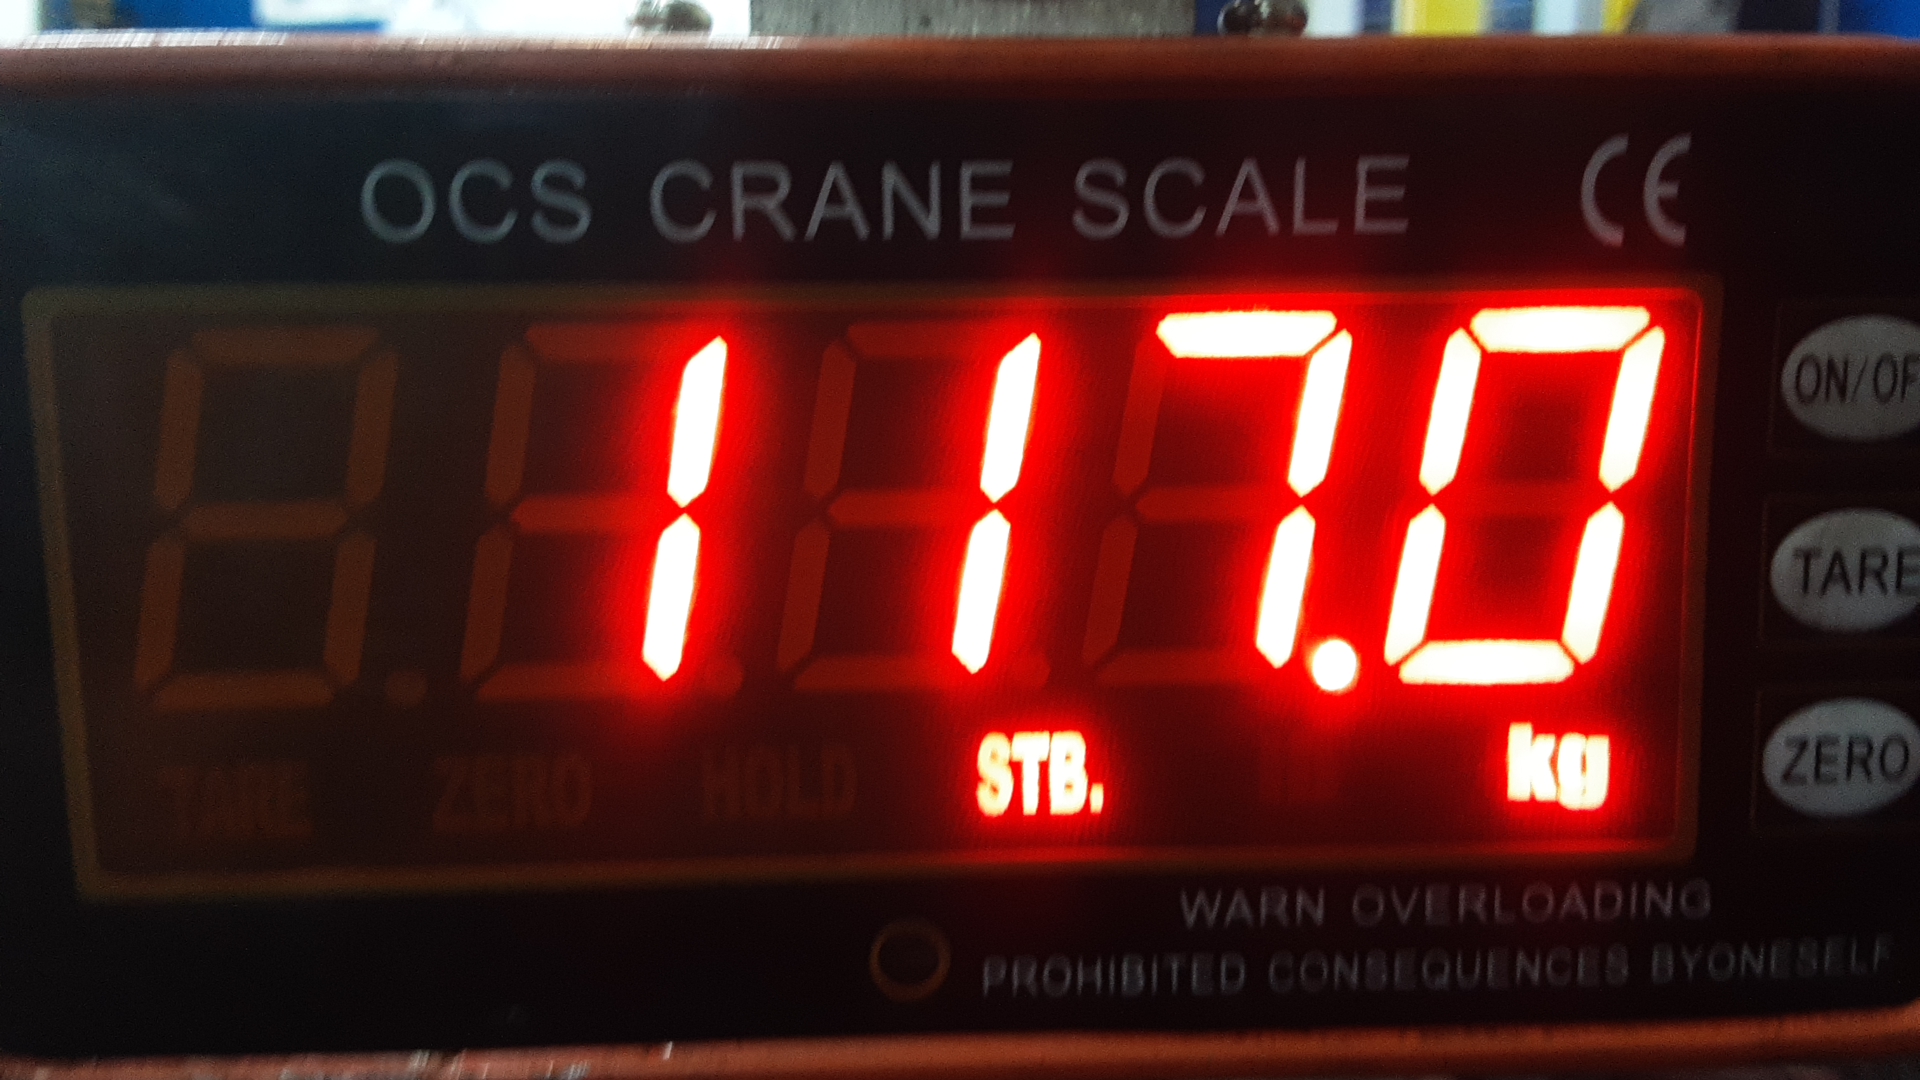 OCS CRANE SCALE CE
117.0
TARE ZERO HOLD STB. kg
ON/OF
TARE
ZERO
WARN OVERLOADING
PROHIBITED CONSEQUENCES BYONESELF